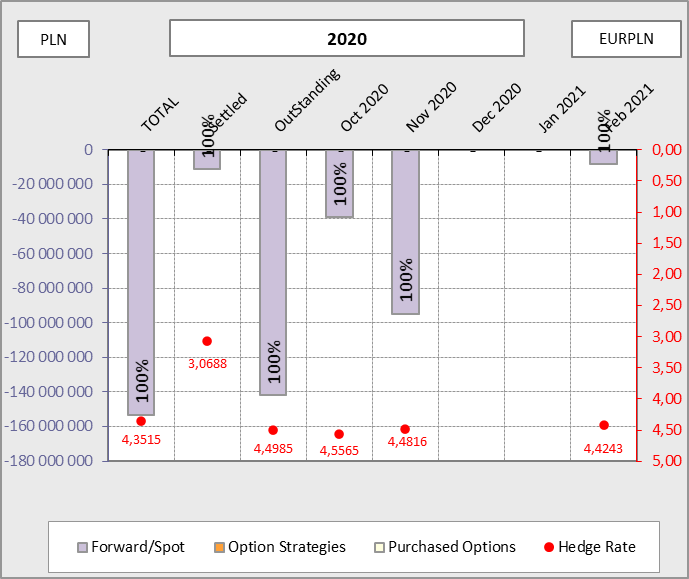 PLN
2020
EURPLN
TOTAL
Settled
OutStanding
Oct 2020
Nov 2020
Dec 2020
Jan 2021
Feb 2021
0
-20 000 000
-40 000 000
-60 000 000
-80 000 000
-100 000 000
-120 000 000
-140 000 000
-160 000 000
-180 000 000
100%
100%
100%
100%
100%
100%
4,3515
3,0688
4,4985
4,5565
4,4816
4,4243
0,00
0,50
1,00
1,50
2,00
2,50
3,00
3,50
4,00
4,50
5,00
Forward/Spot
Option Strategies
Purchased Options
Hedge Rate